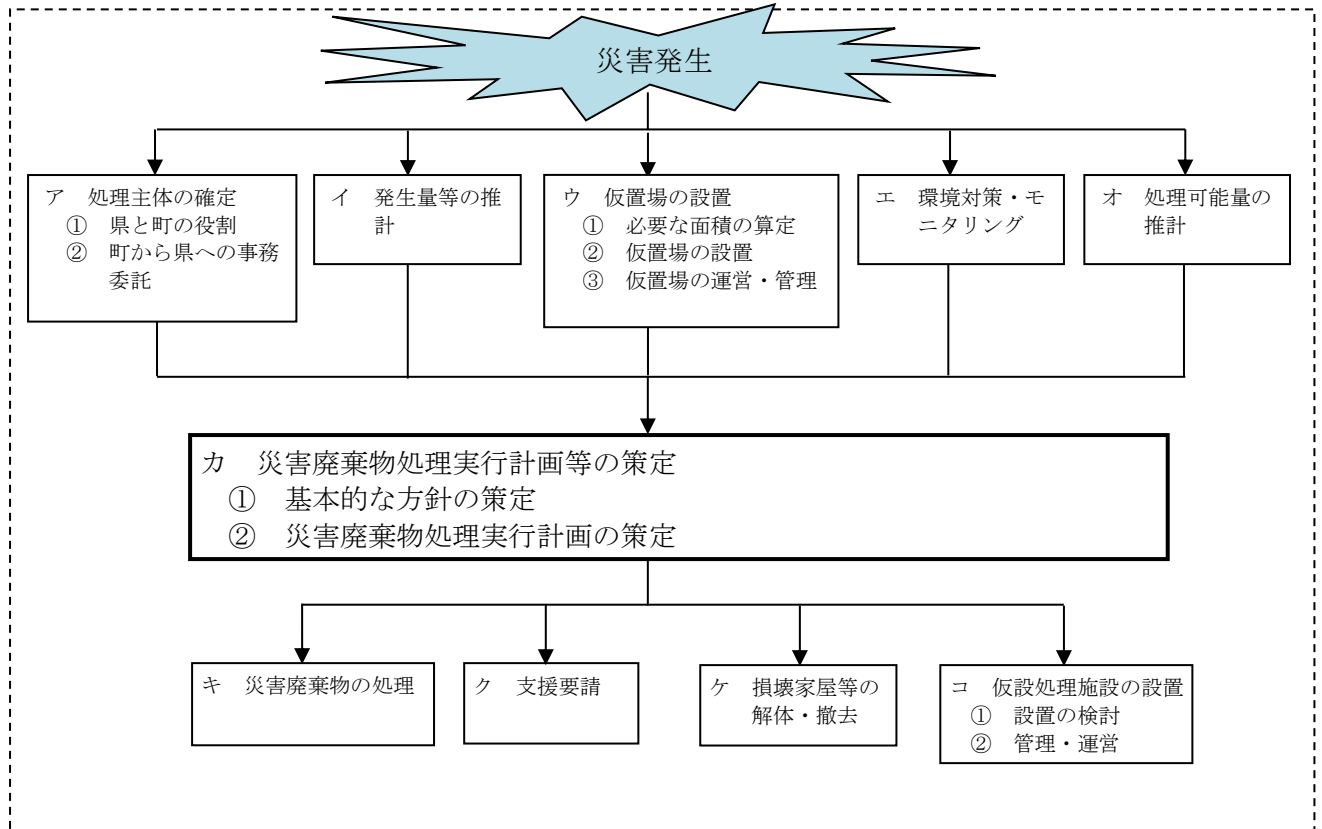 災害発生
ア 処理主体の確定
① 県と町の役割
② 町から県への事務
委託
イ 発生量等の推
計
ウ 仮置場の設置
① 必要な面積の算定
② 仮置場の設置
③ 仮置場の運営・管理
エ 環境対策・モ
ニタリング
オ 処理可能量の
推計
カ 災害廃棄物処理実行計画等の策定
① 基本的な方針の策定
② 災害廃棄物処理実行計画の策定
キ 災害廃棄物の処理
ク 支援要請
ケ 損壊家屋等の
解体・撤去
コ 仮設処理施設の設置
① 設置の検討
② 管理・運営